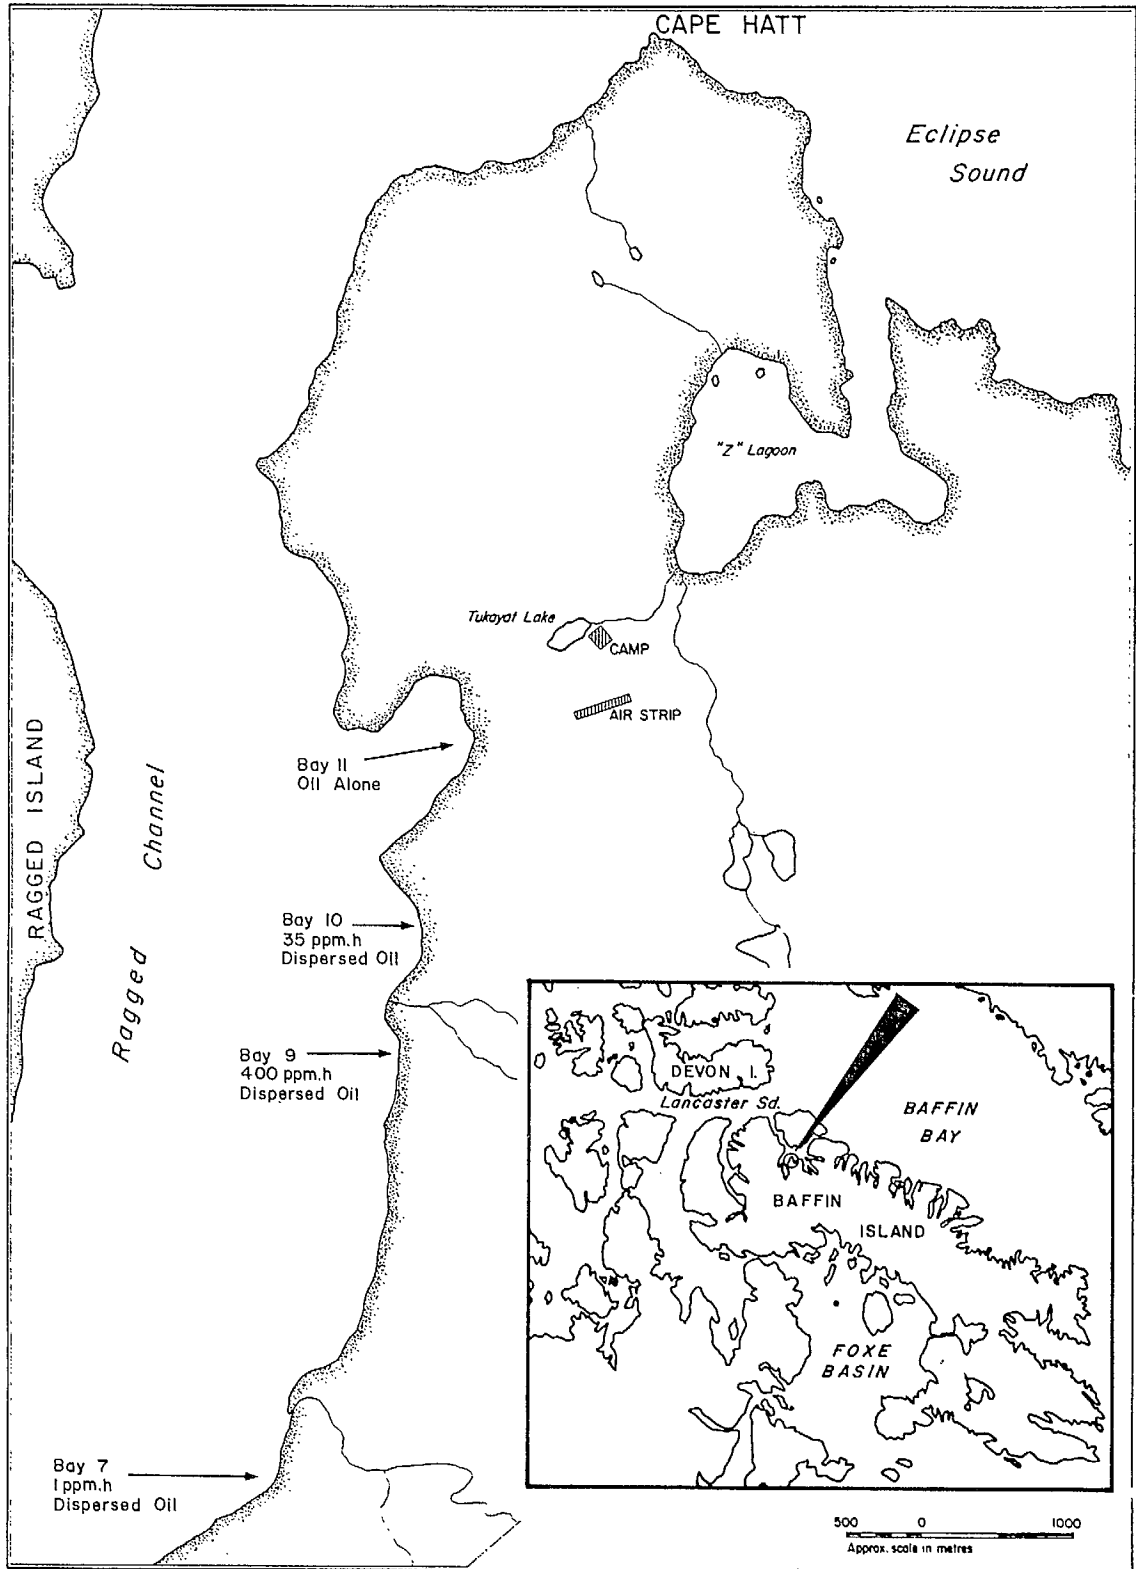 CAPE HATT
Eclipse
Sound
"Z" Lagoon
Tukayat Lake
CAMP
AIR STRIP
Bay 11
Oil Alone
RAGGED ISLAND
Ragged Channel
Bay 10
35 ppm.h
Dispersed Oil
Bay 9
400 ppm.h
Dispersed Oil
DEVON I.
Lancaster Sd.
BAFFIN
BAY
BAFFIN
ISLAND
FOXE
BASIN
Bay 7
1 ppm.h
Dispersed Oil
500 0 1000
Approx. scale in metres